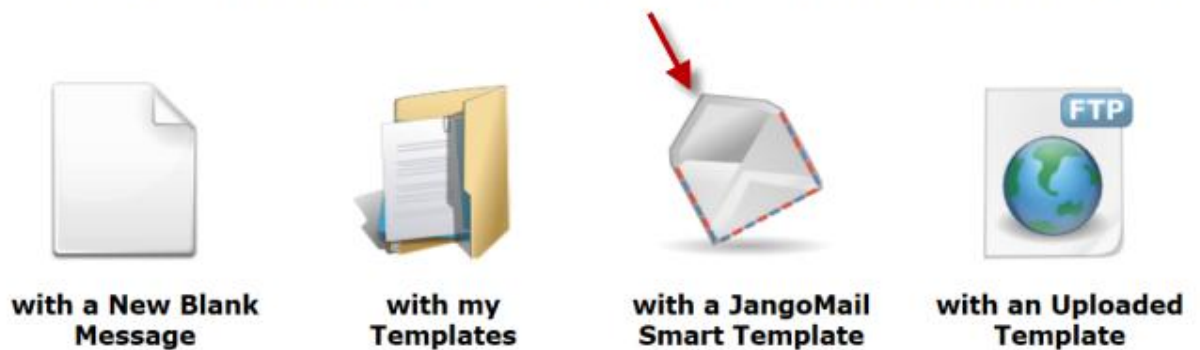 FTP
with a New Blank
Message
with my
Templates
with a JangoMail
Smart Template
with an Uploaded
Template